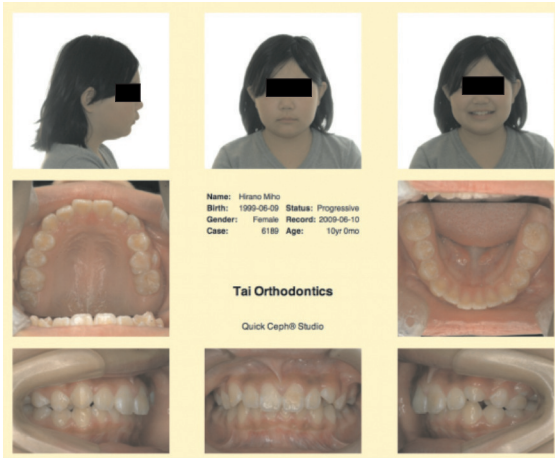 Name: Hirano Miho
Birth: 1999-06-09 Status: Progressive
Gender: Female Record: 2009-06-10
Case: 6189 Age: 10yr 0mo
Tai Orthodontics
Quick Ceph® Studio